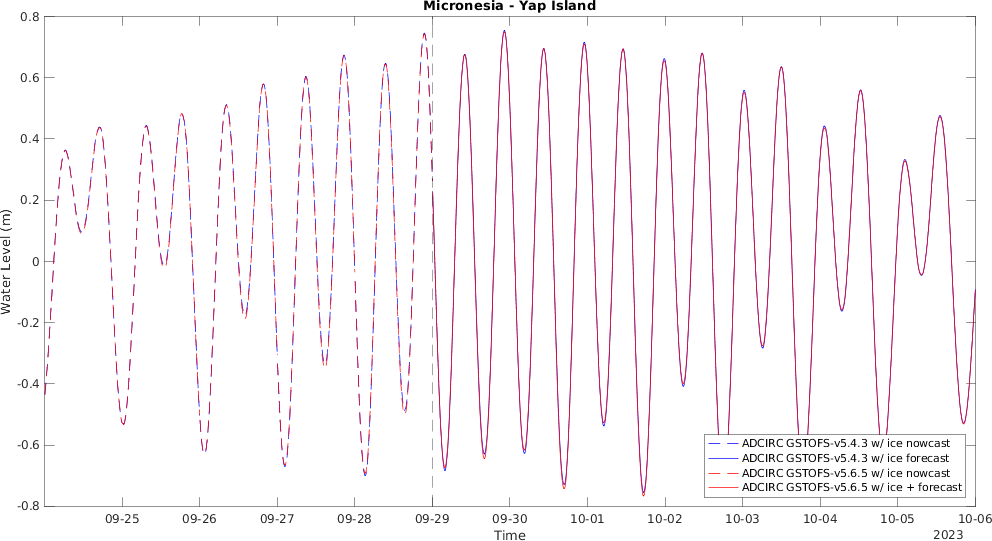 Micronesia - Yap Island
0.8
0.6
0.4
0.2
0
-0.2
-0.4
-0.6
-0.8
Water Level (m)
ADCIRC GSTOFS-v5.4.3 w/ ice nowcast
ADCIRC GSTOFS-v5.4.3 w/ ice forecast
ADCIRC GSTOFS-v5.6.5 w/ ice nowcast
ADCIRC GSTOFS-v5.6.5 w/ ice + forecast
09-25 09-26 09-27 09-28 09-29 09-30 10-01 10-02 10-03 10-04 10-05 10-06
Time
2023